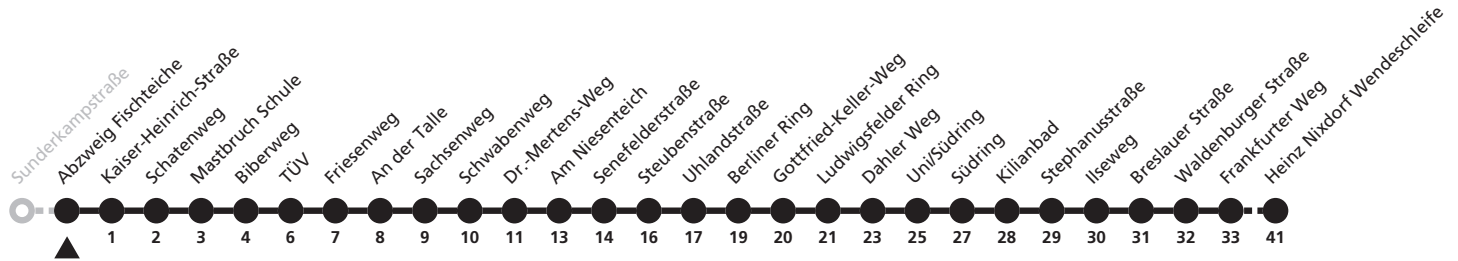 Sunderkampstraße
Abzweig Fischteiche
Kaiser-Heinrich-Straße
Schatenweg
Mastbruch Schule
Biberweg
TÜV
Friesenweg
An der Talle
Sachsenweg
Schwabenweg
Dr.-Mertens-Weg
Am Niesenteich
Senefelderstraße
Steubenstraße
Uhlandstraße
Berliner Ring
Gottfried-Keller-Weg
Ludwigsfelder Ring
Dahler Weg
Uni/Südring
Südring
Kilianbad
Stephanusstraße
Ilseweg
Breslauer Straße
Waldenburger Straße
Frankfurter Weg
Heinz Nixdorf Wendeschleife
1 2 3 4 6 7 8 9 10 11 13 14 16 17 19 20 21 23 25 27 28 29 30 31 32 33 41